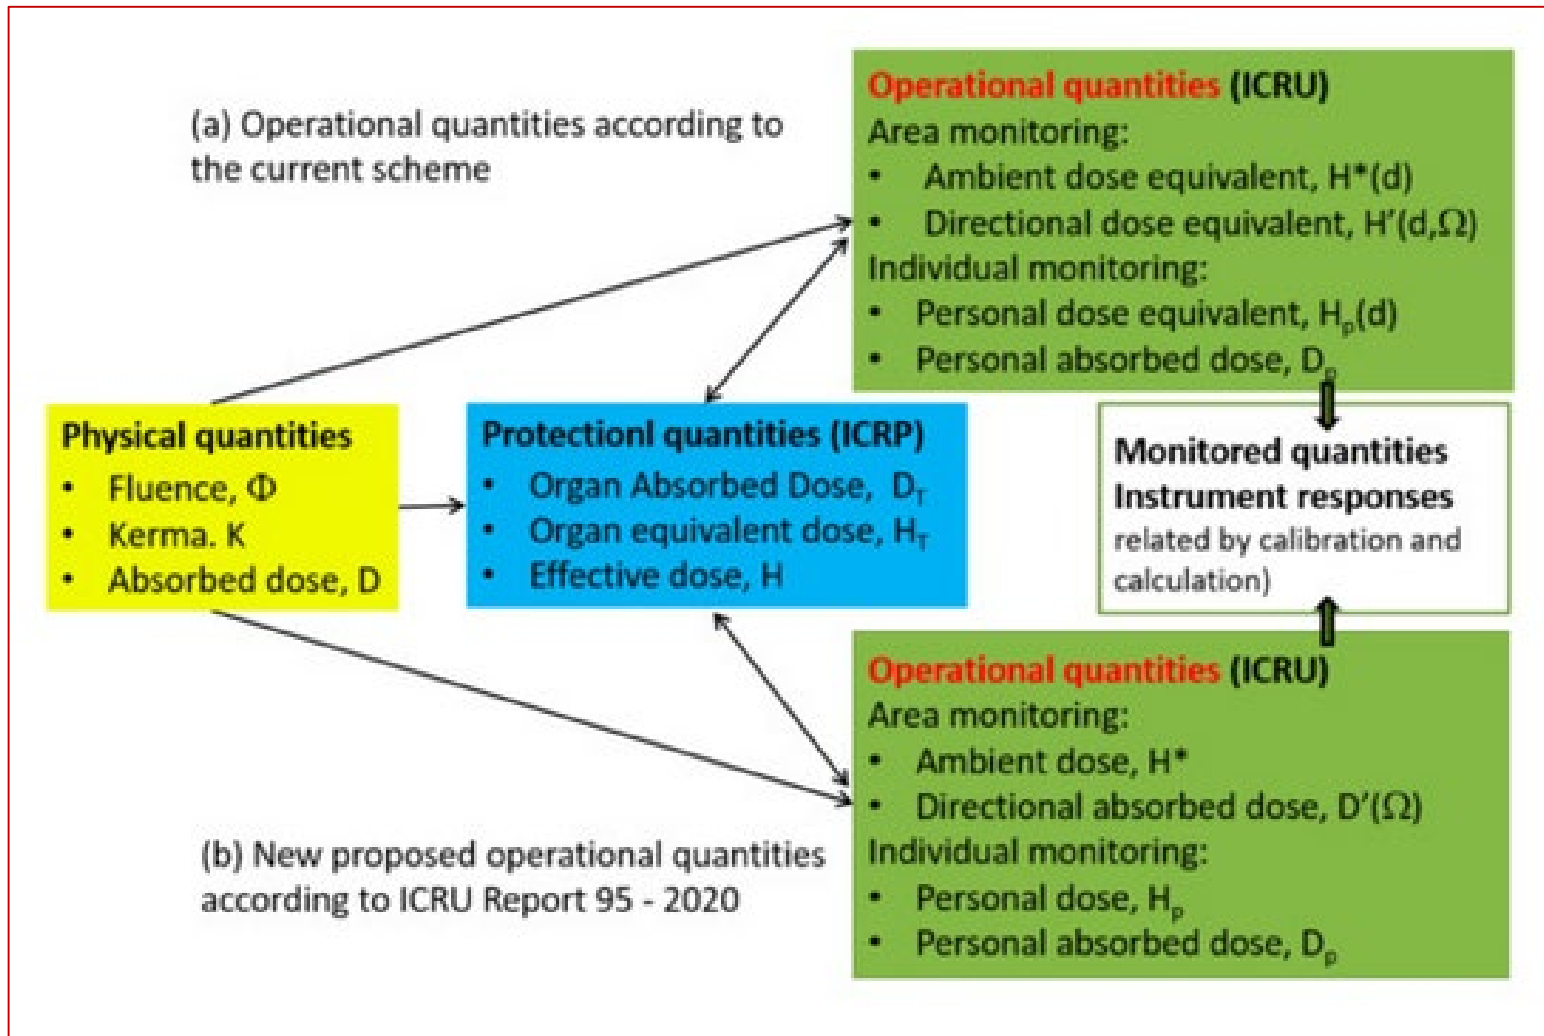 (a) Operational quantities according to
the current scheme
Operational quantities (ICRU)
Area monitoring:
• Ambient dose equivalent, H*(d)
• Directional dose equivalent, H’(d,Ω)
Individual monitoring:
• Personal dose equivalent, Hₚ(d)
• Personal absorbed dose, Dₚ
Physical quantities
• Fluence, Φ
• Kerma. K
• Absorbed dose, D
Protectionl quantities (ICRP)
• Organ Absorbed Dose, D_T
• Organ equivalent dose, H_T
• Effective dose, H
Monitored quantities
Instrument responses
related by calibration and
calculation)
Operational quantities (ICRU)
Area monitoring:
• Ambient dose, H*
• Directional absorbed dose, D’(Ω)
Individual monitoring:
• Personal dose, Hₚ
• Personal absorbed dose, Dₚ
(b) New proposed operational quantities
according to ICRU Report 95 - 2020